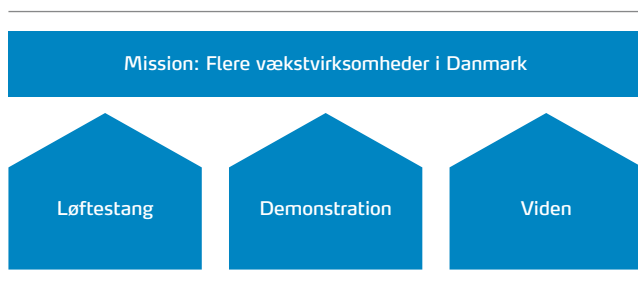 Mission: Flere vækstvirksomheder i Danmark
Løftestang
Demonstration
Viden